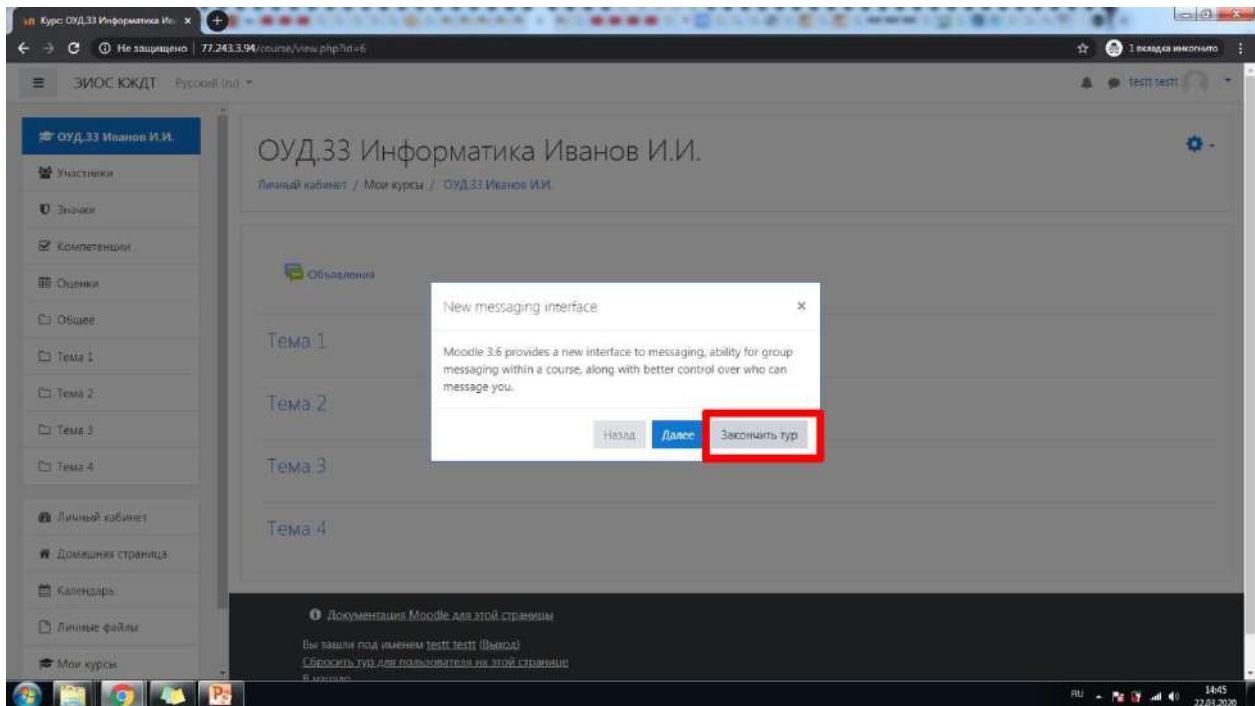 Курс: ОУД.33 Информатика Ив
Не защищено | 77.243.3.94/course/view.php?id=6
1 вкладка инкогнито
ЭИОС КЖДТ Русский (ru)
testt testt
ОУД.33 Иванов И.И.
Участники
Значки
Компетенции
Оценки
Общее
Тема 1
Тема 2
Тема 3
Тема 4
Личный кабинет
Домашняя страница
Календарь
Личные файлы
Мои курсы
ОУД.33 Информатика Иванов И.И.
Личный кабинет / Мои курсы / ОУД.33 Иванов И.И.
Объявления
Тема 1
Тема 2
Тема 3
Тема 4
New messaging interface
Moodle 3.6 provides a new interface to messaging, ability for group
messaging within a course, along with better control over who can
message you.
Назад Далее Закончить тур
Документация Moodle для этой страницы
Вы зашли под именем testt testt (Выход)
Сбросить тур для пользователя на этой странице
В начало
RU
14:45
22.03.2020